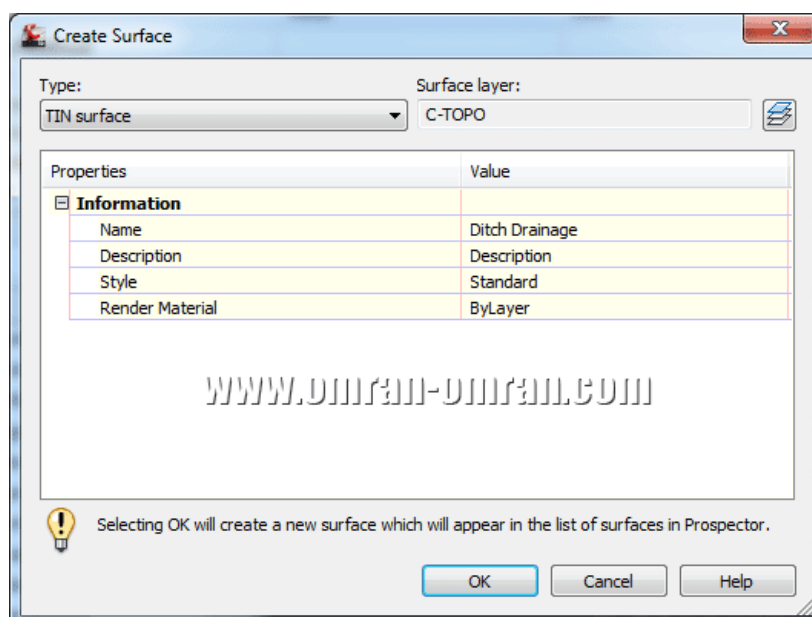 Create Surface
Type:
Surface layer:
TIN surface
C-TOPO
Properties
Value
Information
Name
Ditch Drainage
Description
Description
Style
Standard
Render Material
ByLayer
www.omran-omran.com
Selecting OK will create a new surface which will appear in the list of surfaces in Prospector.
OK
Cancel
Help